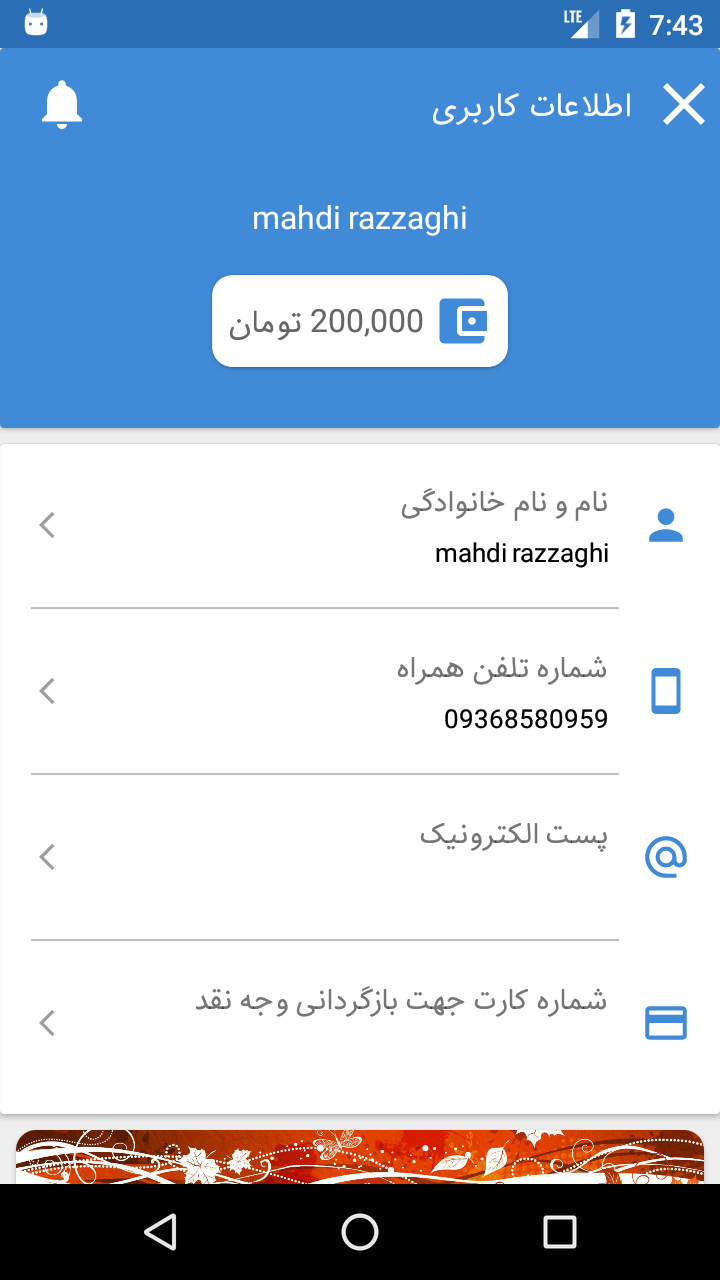 LTE 7:43
اطلاعات کاربری
mahdi razzaghi
200,000 تومان
نام و نام خانوادگی
mahdi razzaghi
شماره تلفن همراه
09368580959
پست الکترونیک
شماره کارت جهت بازگردانی وجه نقد